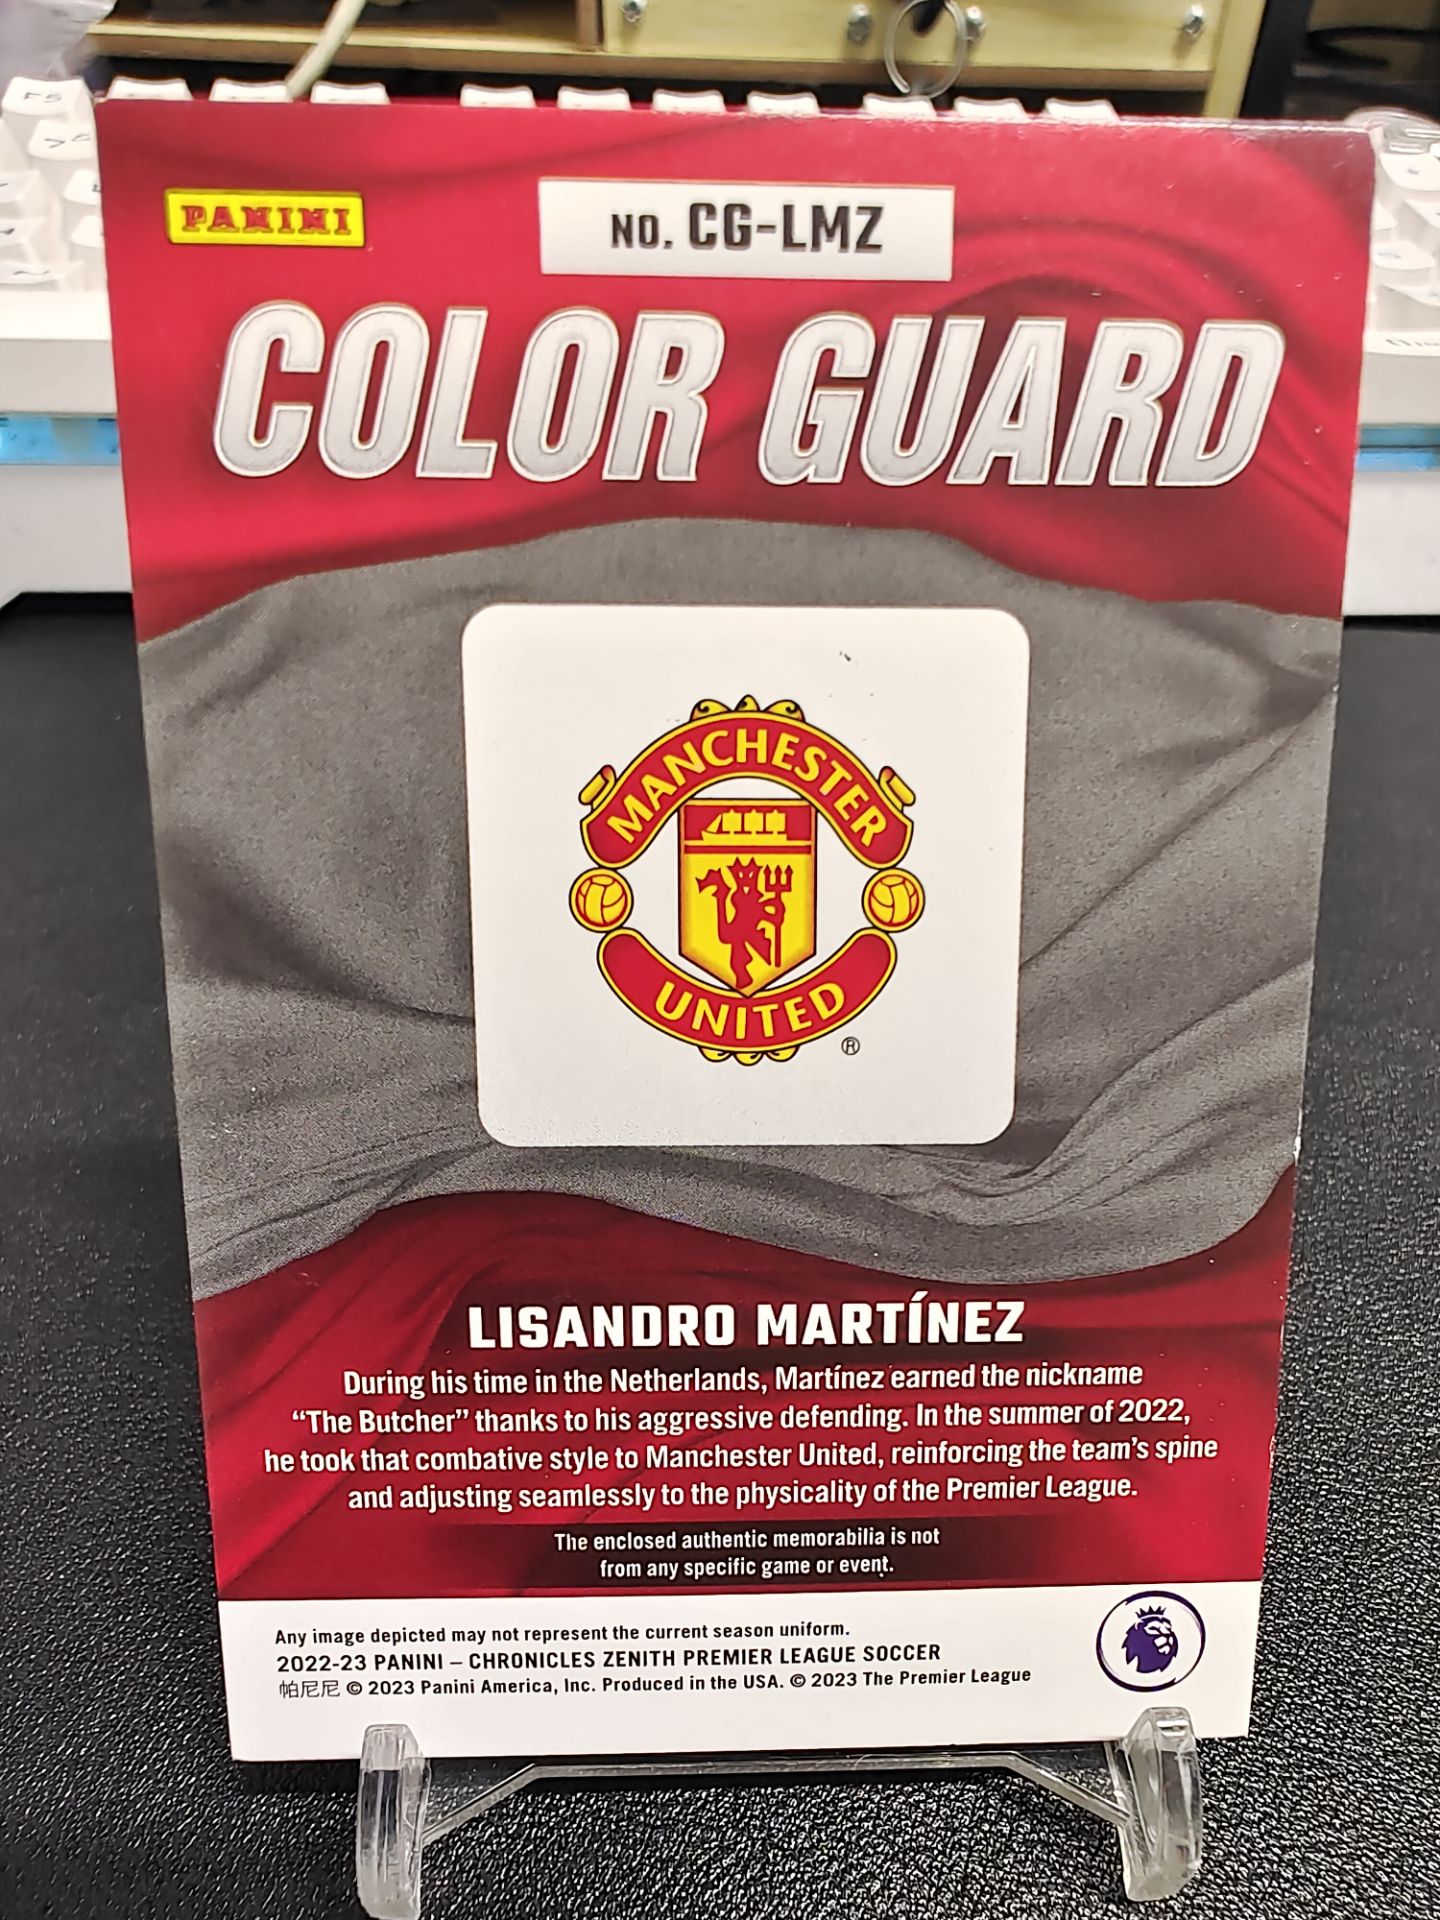 PANINI
NO. CG-LMZ
COLOR GUARD
MANCHESTER
UNITED
®
LISANDRO MARTÍNEZ
During his time in the Netherlands, Martínez earned the nickname
“The Butcher” thanks to his aggressive defending. In the summer of 2022,
he took that combative style to Manchester United, reinforcing the team’s spine
and adjusting seamlessly to the physicality of the Premier League.
The enclosed authentic memorabilia is not
from any specific game or event.
Any image depicted may not represent the current season uniform.
2022-23 PANINI – CHRONICLES ZENITH PREMIER LEAGUE SOCCER
帕尼尼 © 2023 Panini America, Inc. Produced in the USA. © 2023 The Premier League